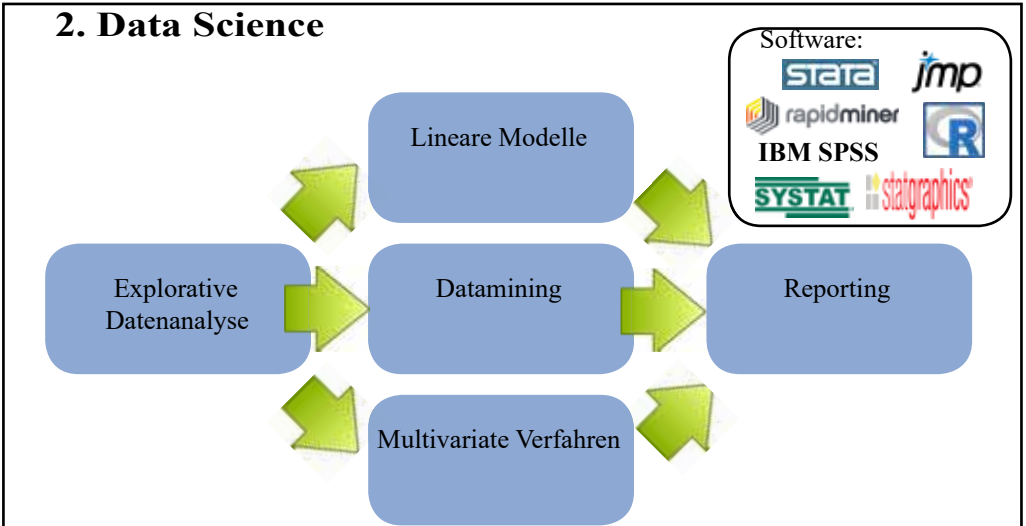 2. Data Science
Software:
STATA jmp
rapidminer R
IBM SPSS
SYSTAT statgraphics®
Lineare Modelle
Explorative
Datenanalyse
Datamining
Reporting
Multivariate Verfahren